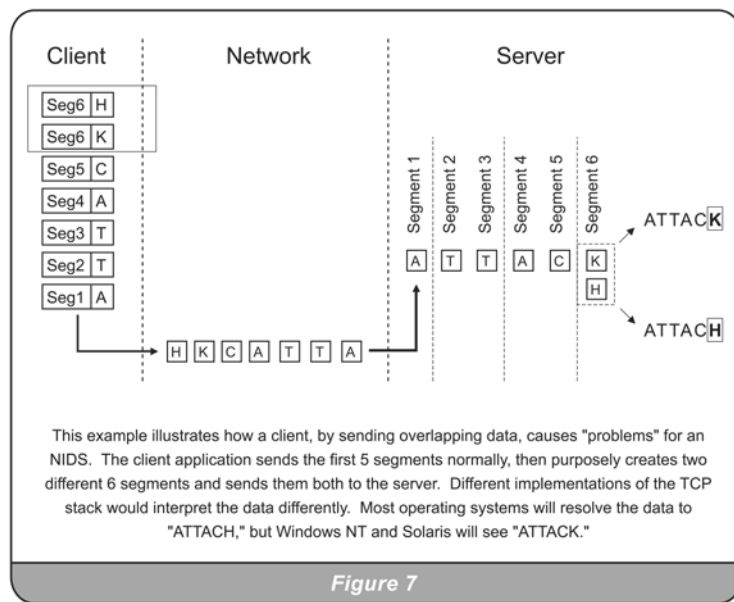 Client
Network
Server
Seg6 H
Seg6 K
Seg5 C
Seg4 A
Seg3 T
Seg2 T
Seg1 A
H K C A T T A
Segment 1
Segment 2
Segment 3
Segment 4
Segment 5
Segment 6
A T T A C K
H
ATTACK
ATTACH
This example illustrates how a client, by sending overlapping data, causes "problems" for an
NIDS. The client application sends the first 5 segments normally, then purposely creates two
different 6 segments and sends them both to the server. Different implementations of the TCP
stack would interpret the data differently. Most operating systems will resolve the data to
"ATTACH," but Windows NT and Solaris will see "ATTACK."
Figure 7